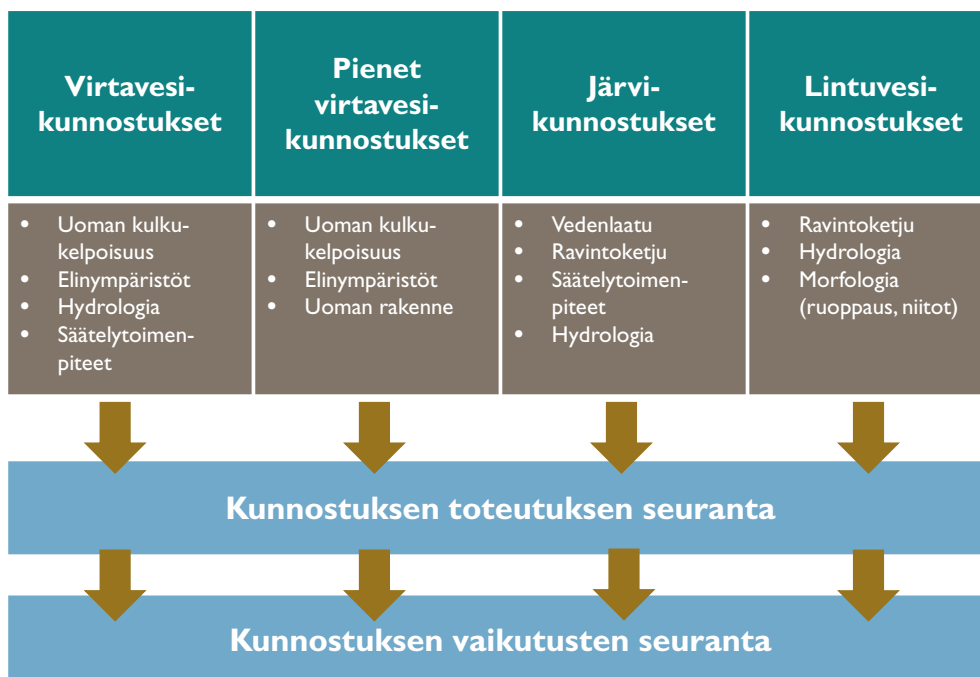 Virtavesi-
kunnostukset
Pienet
virtavesi-
kunnostukset
Järvi-
kunnostukset
Lintuvesi-
kunnostukset
• Uoman kulku-
kelpoisuus
• Elinympäristöt
• Hydrologia
• Säätelytoimen-
piteet
• Uoman kulku-
kelpoisuus
• Elinympäristöt
• Uoman rakenne
• Vedenlaatu
• Ravintoketju
• Säätelytoimen-
piteet
• Hydrologia
• Ravintoketju
• Hydrologia
• Morfologia
(ruoppaus, niitot)
Kunnostuksen toteutuksen seuranta
Kunnostuksen vaikutusten seuranta